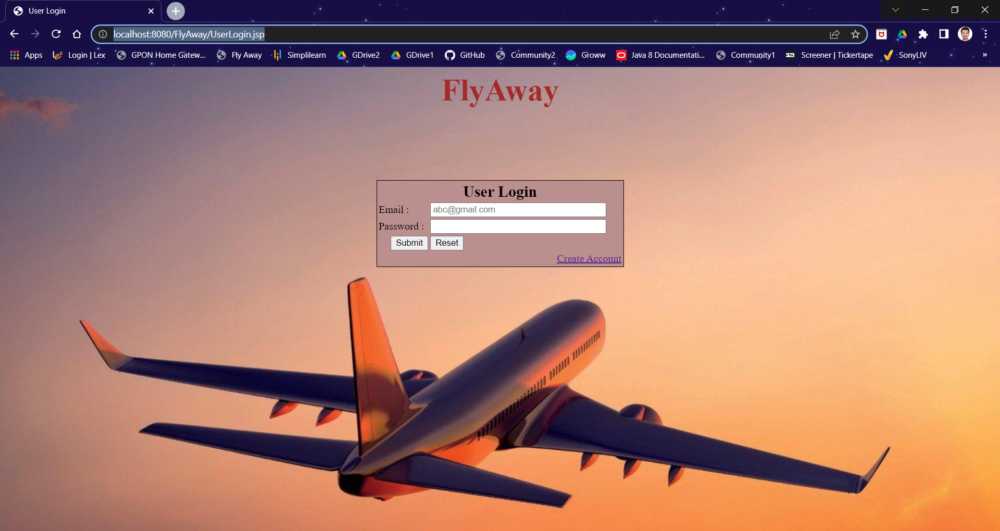 User Login
localhost:8080/FlyAway/UserLogin.jsp
Apps Login | Lex GPON Home Gatew... Fly Away Simplilearn GDrive2 GDrive1 GitHub Community2 Groww Java 8 Documentati... Community1 Screener | Tickertape SonyLIV »
FlyAway
User Login
Email : abc@gmail.com
Password :
Submit Reset
Create Account